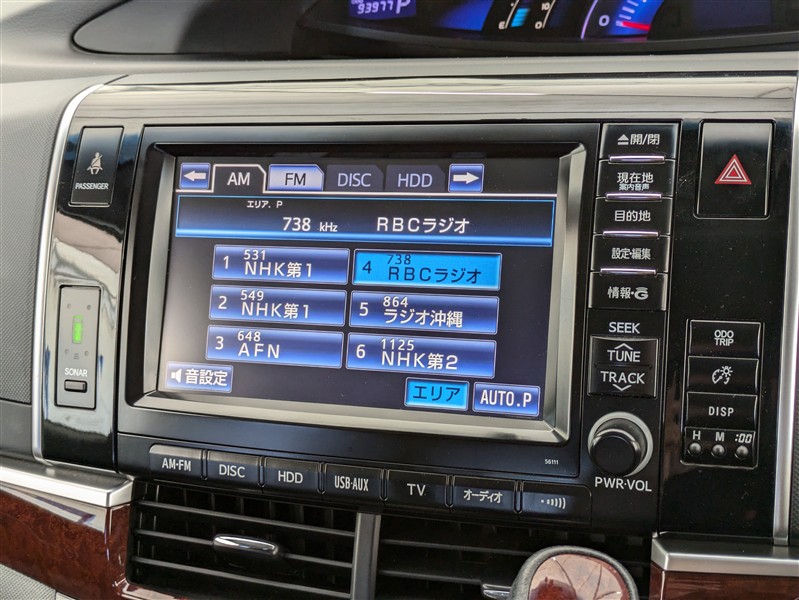 93977 P
E
0
PASSENGER
SONAR
AM
FM
DISC
HDD
エリア.P
738 kHz RBCラジオ
1 531 NHK第1
4 738 RBCラジオ
2 549 NHK第1
5 864 ラジオ沖縄
3 648 AFN
6 1125 NHK第2
音設定
エリア
AUTO.P
56111
AM·FM
DISC
HDD
USB·AUX
TV
オーディオ
開/閉
現在地
案内音声
目的地
設定·編集
情報·G
SEEK
TUNE
TRACK
PWR·VOL
ODO
TRIP
DISP
H M :00